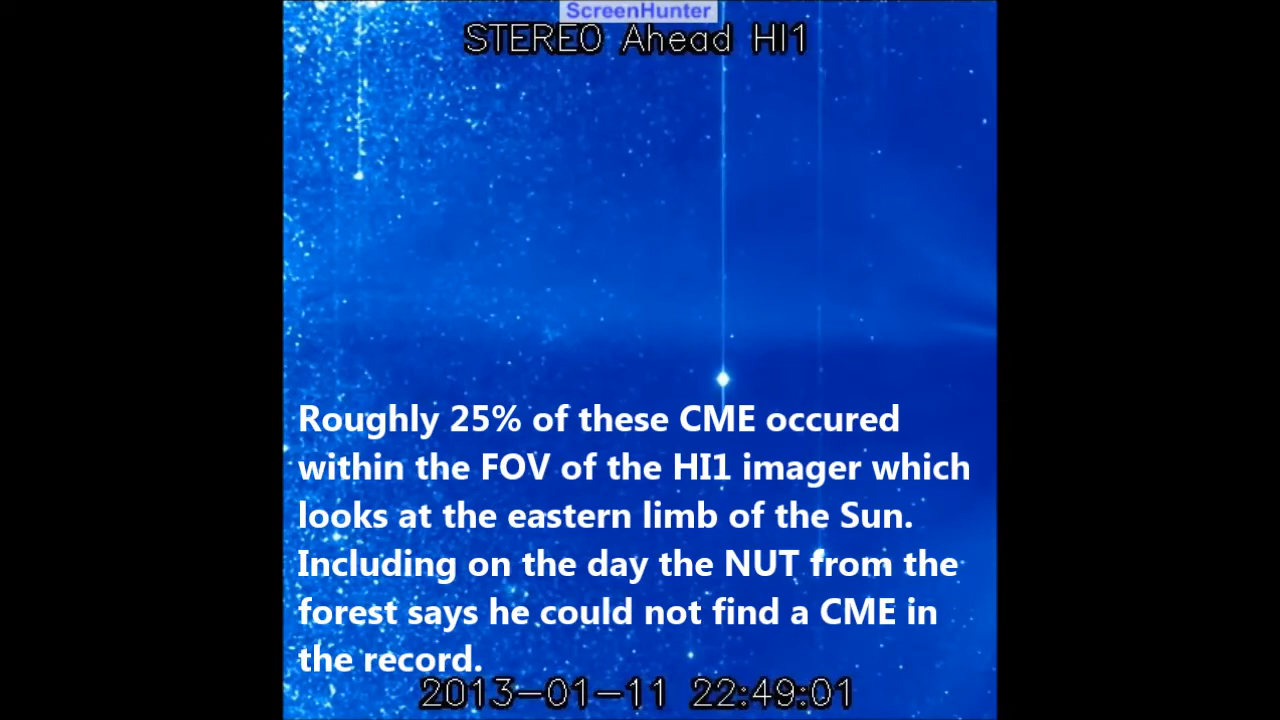 ScreenHunter
STEREO Ahead HI1
Roughly 25% of these CME occured
within the FOV of the HI1 imager which
looks at the eastern limb of the Sun.
Including on the day the NUT from the
forest says he could not find a CME in
the record.
2013-01-11 22:49:01